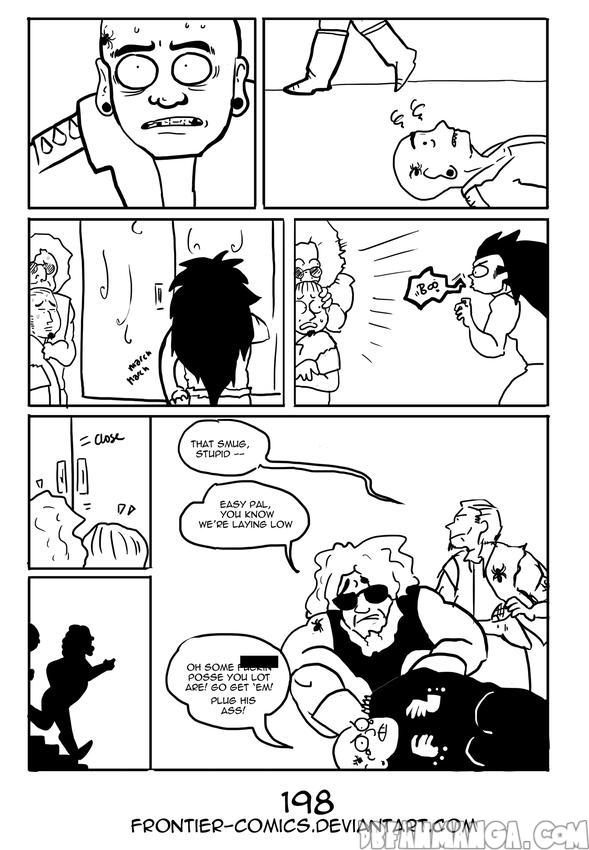 march
march
"BOO"
= close
THAT SMUG,
STUPID --
EASY PAL,
YOU KNOW
WE'RE LAYING LOW
OH SOME FUCKIN
POSSE YOU LOT
ARE! GO GET 'EM!
PLUG HIS
ASS!
198
FRONTIER-COMICS.DEVIANTART.COM
DBFANMANGA.COM